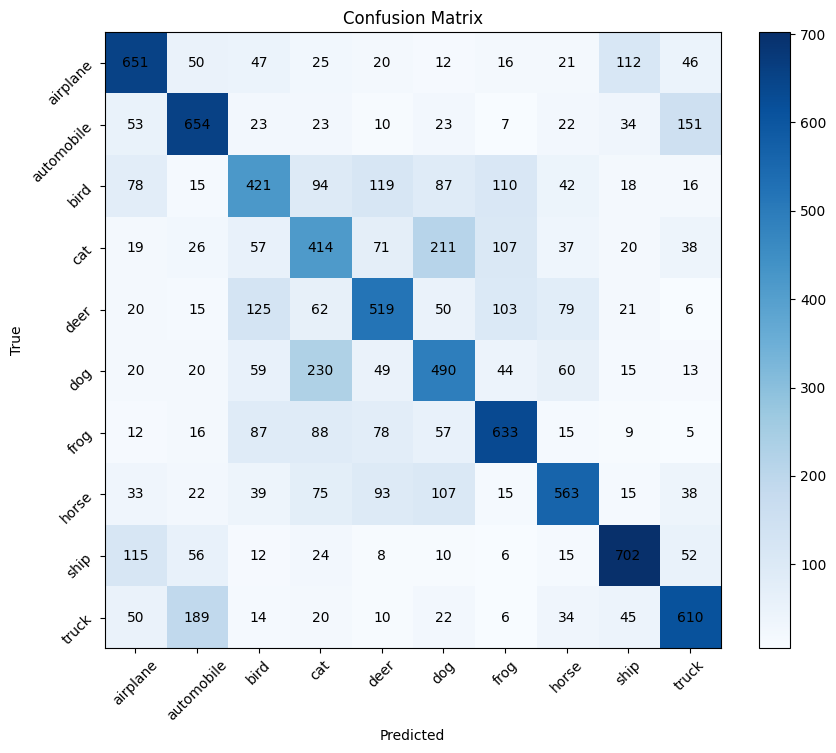 Confusion Matrix
airplane 651 50 47 25 20 12 16 21 112 46
automobile 53 654 23 23 10 23 7 22 34 151
bird 78 15 421 94 119 87 110 42 18 16
cat 19 26 57 414 71 211 107 37 20 38
deer 20 15 125 62 519 50 103 79 21 6
dog 20 20 59 230 49 490 44 60 15 13
frog 12 16 87 88 78 57 633 15 9 5
horse 33 22 39 75 93 107 15 563 15 38
ship 115 56 12 24 8 10 6 15 702 52
truck 50 189 14 20 10 22 6 34 45 610
airplane automobile bird cat deer dog frog horse ship truck
Predicted
True
700
600
500
400
300
200
100